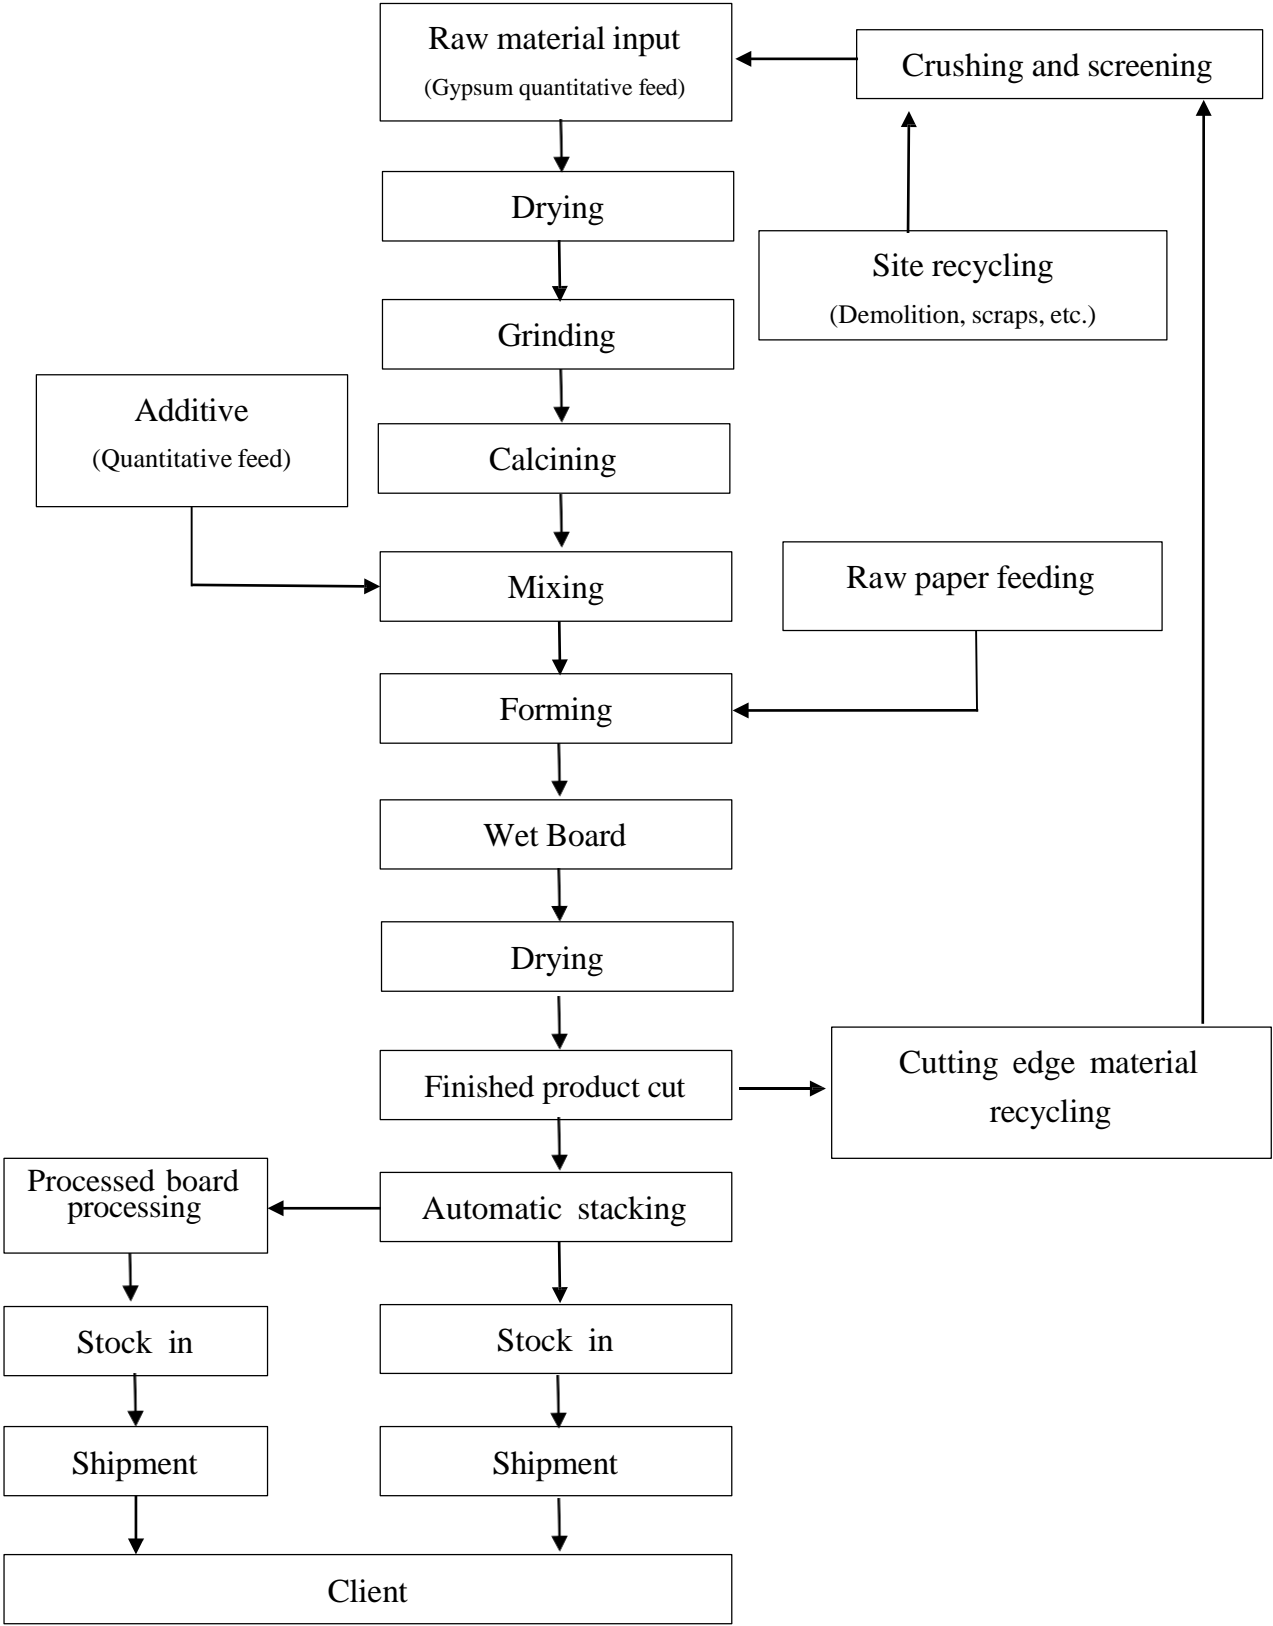 Raw material input
(Gypsum quantitative feed)
Crushing and screening
Drying
Site recycling
(Demolition, scraps, etc.)
Grinding
Additive
(Quantitative feed)
Calcining
Raw paper feeding
Mixing
Forming
Wet Board
Drying
Finished product cut
Cutting edge material
recycling
Processed board
processing
Automatic stacking
Stock in
Stock in
Shipment
Shipment
Client